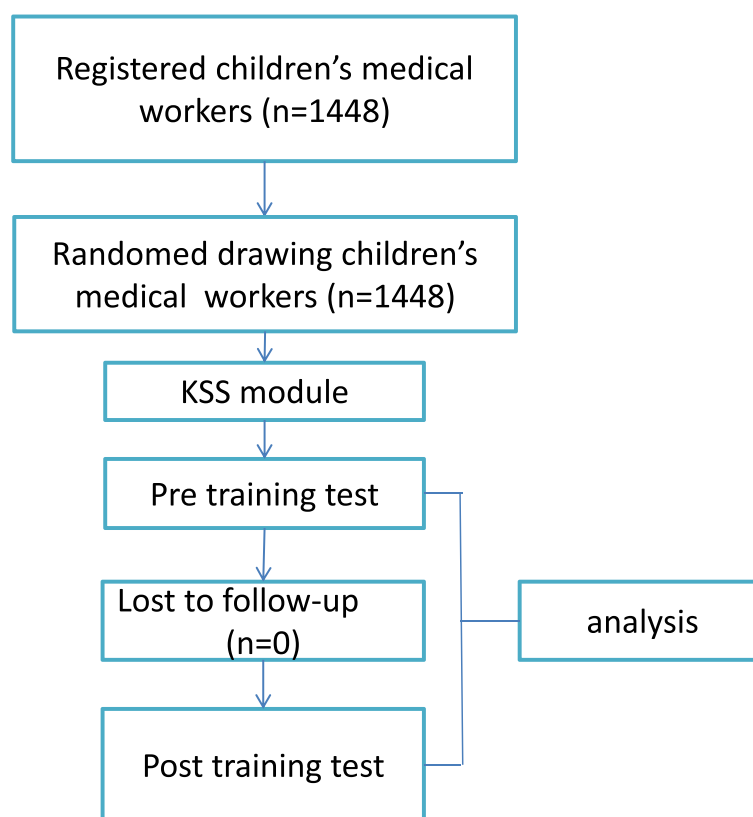 Registered children’s medical
workers (n=1448)
Randomed drawing children’s
medical  workers (n=1448)
KSS module
Pre training test
Lost to follow-up
(n=0)
analysis
Post training test